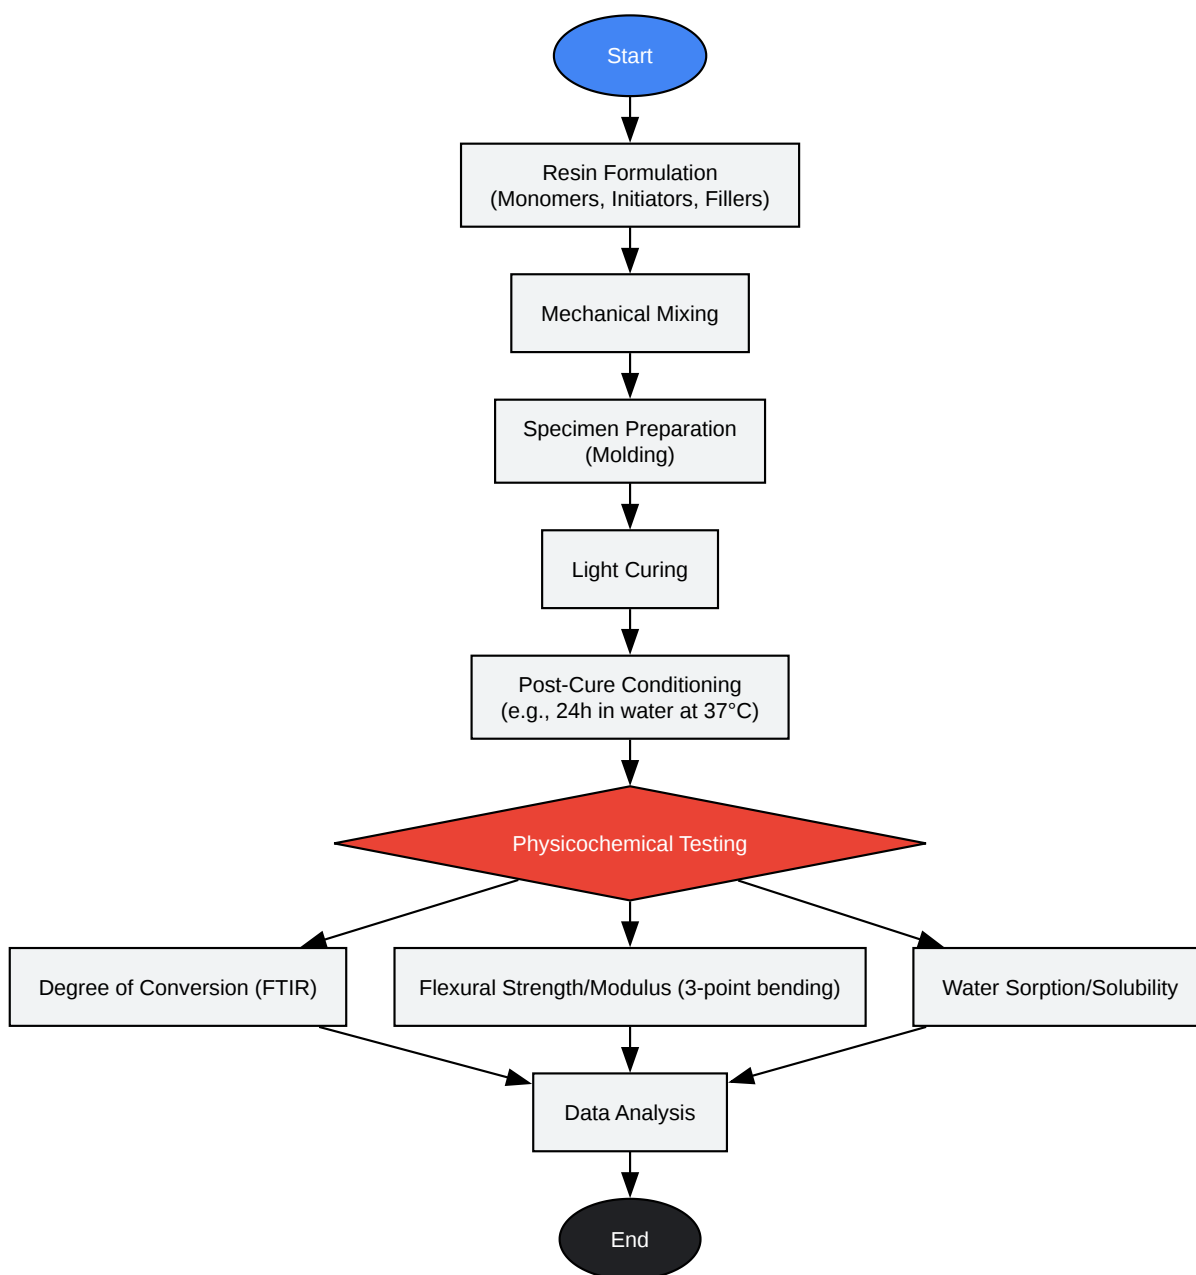 Start
Resin Formulation
(Monomers, Initiators, Fillers)
Mechanical Mixing
Specimen Preparation
(Molding)
Light Curing
Post-Cure Conditioning
(e.g., 24h in water at 37°C)
Physicochemical Testing
Degree of Conversion (FTIR)
Flexural Strength/Modulus (3-point bending)
Water Sorption/Solubility
Data Analysis
End